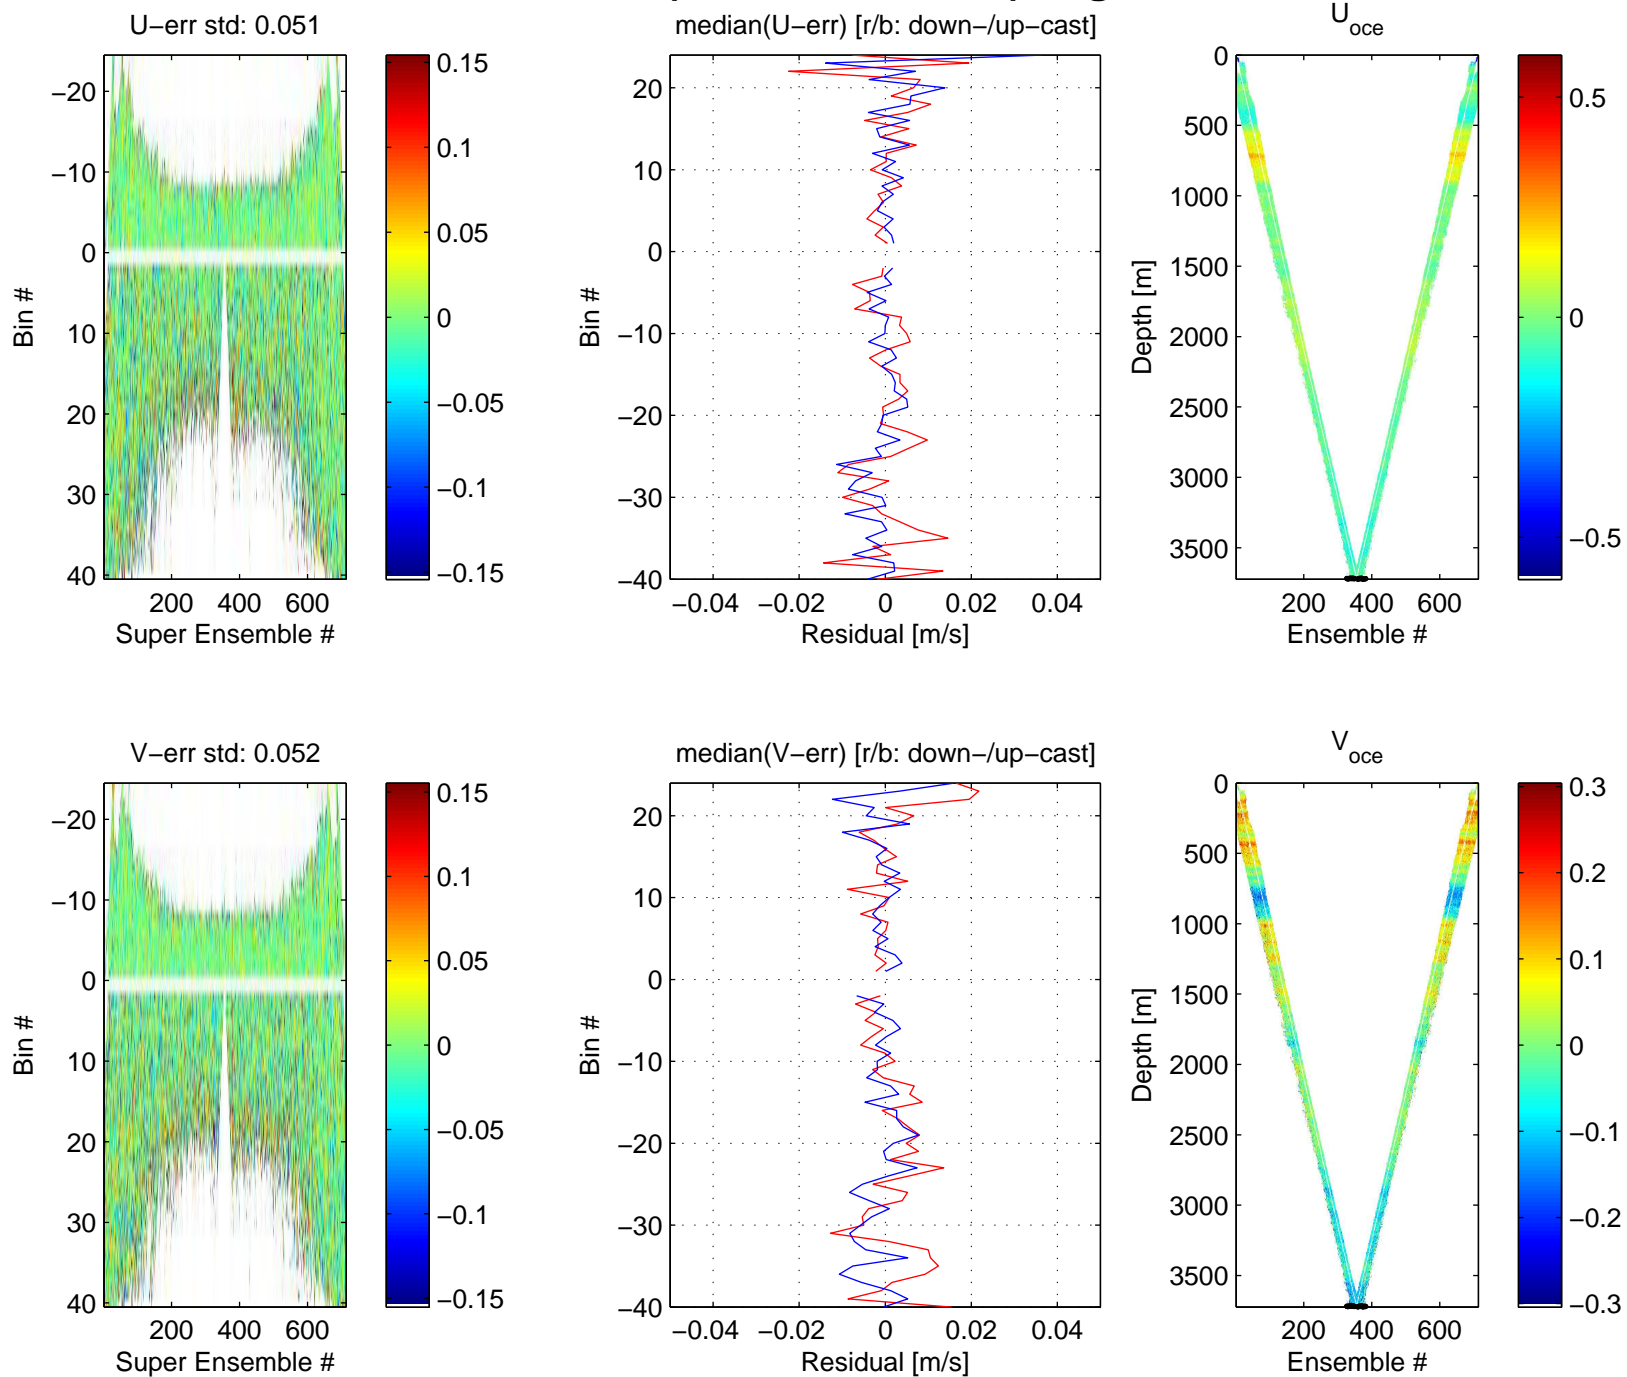 U−err std: 0.051
median(U−err) [r/b: down−/up−cast]
U
oce
−20
−10
0
10
20
30
40
Bin #
200 400 600
Super Ensemble #
0.15
0.1
0.05
0
−0.05
−0.1
−0.15
20
10
0
−10
−20
−30
−40
Bin #
−0.04 −0.02 0 0.02 0.04
Residual [m/s]
0
500
1000
1500
2000
2500
3000
3500
Depth [m]
200 400 600
Ensemble #
0.5
0
−0.5
V−err std: 0.052
median(V−err) [r/b: down−/up−cast]
V
oce
−20
−10
0
10
20
30
40
Bin #
200 400 600
Super Ensemble #
0.15
0.1
0.05
0
−0.05
−0.1
−0.15
20
10
0
−10
−20
−30
−40
Bin #
−0.04 −0.02 0 0.02 0.04
Residual [m/s]
0
500
1000
1500
2000
2500
3000
3500
Depth [m]
200 400 600
Ensemble #
0.3
0.2
0.1
0
−0.1
−0.2
−0.3